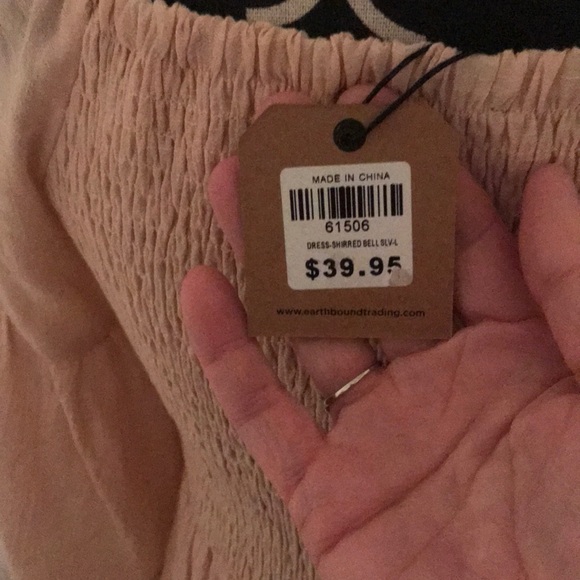 MADE IN CHINA
61506
DRESS-SHIRRED BELL SLV-L
$39.95
www.earthboundtrading.com